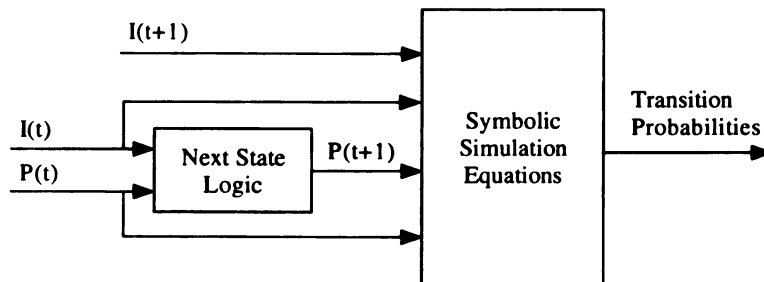 I(t+1)
I(t)
P(t)
Next State
Logic
P(t+1)
Symbolic
Simulation
Equations
Transition
Probabilities